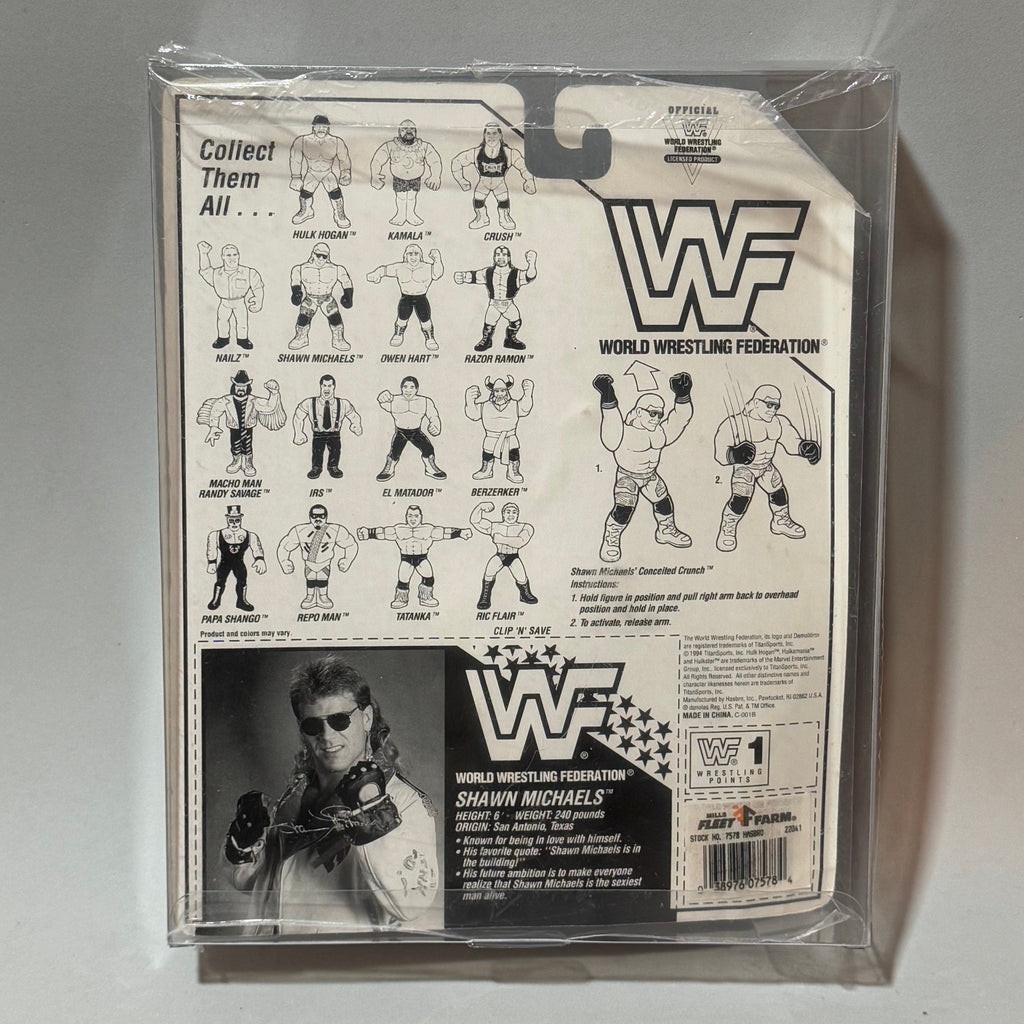 Collect
Them
All . . .
HULK HOGAN™
KAMALA™
CRUSH™
NAILZ™
SHAWN MICHAELS™
OWEN HART™
RAZOR RAMON™
MACHO MAN
RANDY SAVAGE™
IRS™
EL MATADOR™
BERZERKER™
PAPA SHANGO™
REPO MAN™
TATANKA™
RIC FLAIR™
Product and colors may vary.
CLIP 'N' SAVE
OFFICIAL
WF
WORLD WRESTLING
FEDERATION®
LICENSED PRODUCT
WF
WORLD WRESTLING FEDERATION®
1.
2.
Shawn Michaels' Conceited Crunch™
Instructions:
1. Hold figure in position and pull right arm back to overhead
position and hold in place.
2. To activate, release arm.
WF®
WORLD WRESTLING FEDERATION®
SHAWN MICHAELS™
HEIGHT: 6' - WEIGHT: 240 pounds
ORIGIN: San Antonio, Texas
• Known for being in love with himself.
• His favorite quote: "Shawn Michaels is in
the building!"
• His future ambition is to make everyone
realize that Shawn Michaels is the sexiest
man alive.
The World Wrestling Federation, its logo and Demolition
are registered trademarks of TitanSports, Inc.
© 1994 TitanSports, Inc. Hulk Hogan™, Hulkamania™
and Hulkster™ are trademarks of the Marvel Entertainment
Group, Inc., licensed exclusively to TitanSports, Inc.
All Rights Reserved. All other distinctive names and
character likenesses herein are trademarks of
TitanSports, Inc.
Manufactured by Hasbro, Inc., Pawtucket, RI 02862 U.S.A.
® denotes Reg. U.S. Pat. & TM Office.
MADE IN CHINA. C-001B
WF® 1
WRESTLING
POINTS
MILLS
FLEET FARM®
STOCK NO. 7578 HASBRO 22041
0 38976 07578 4